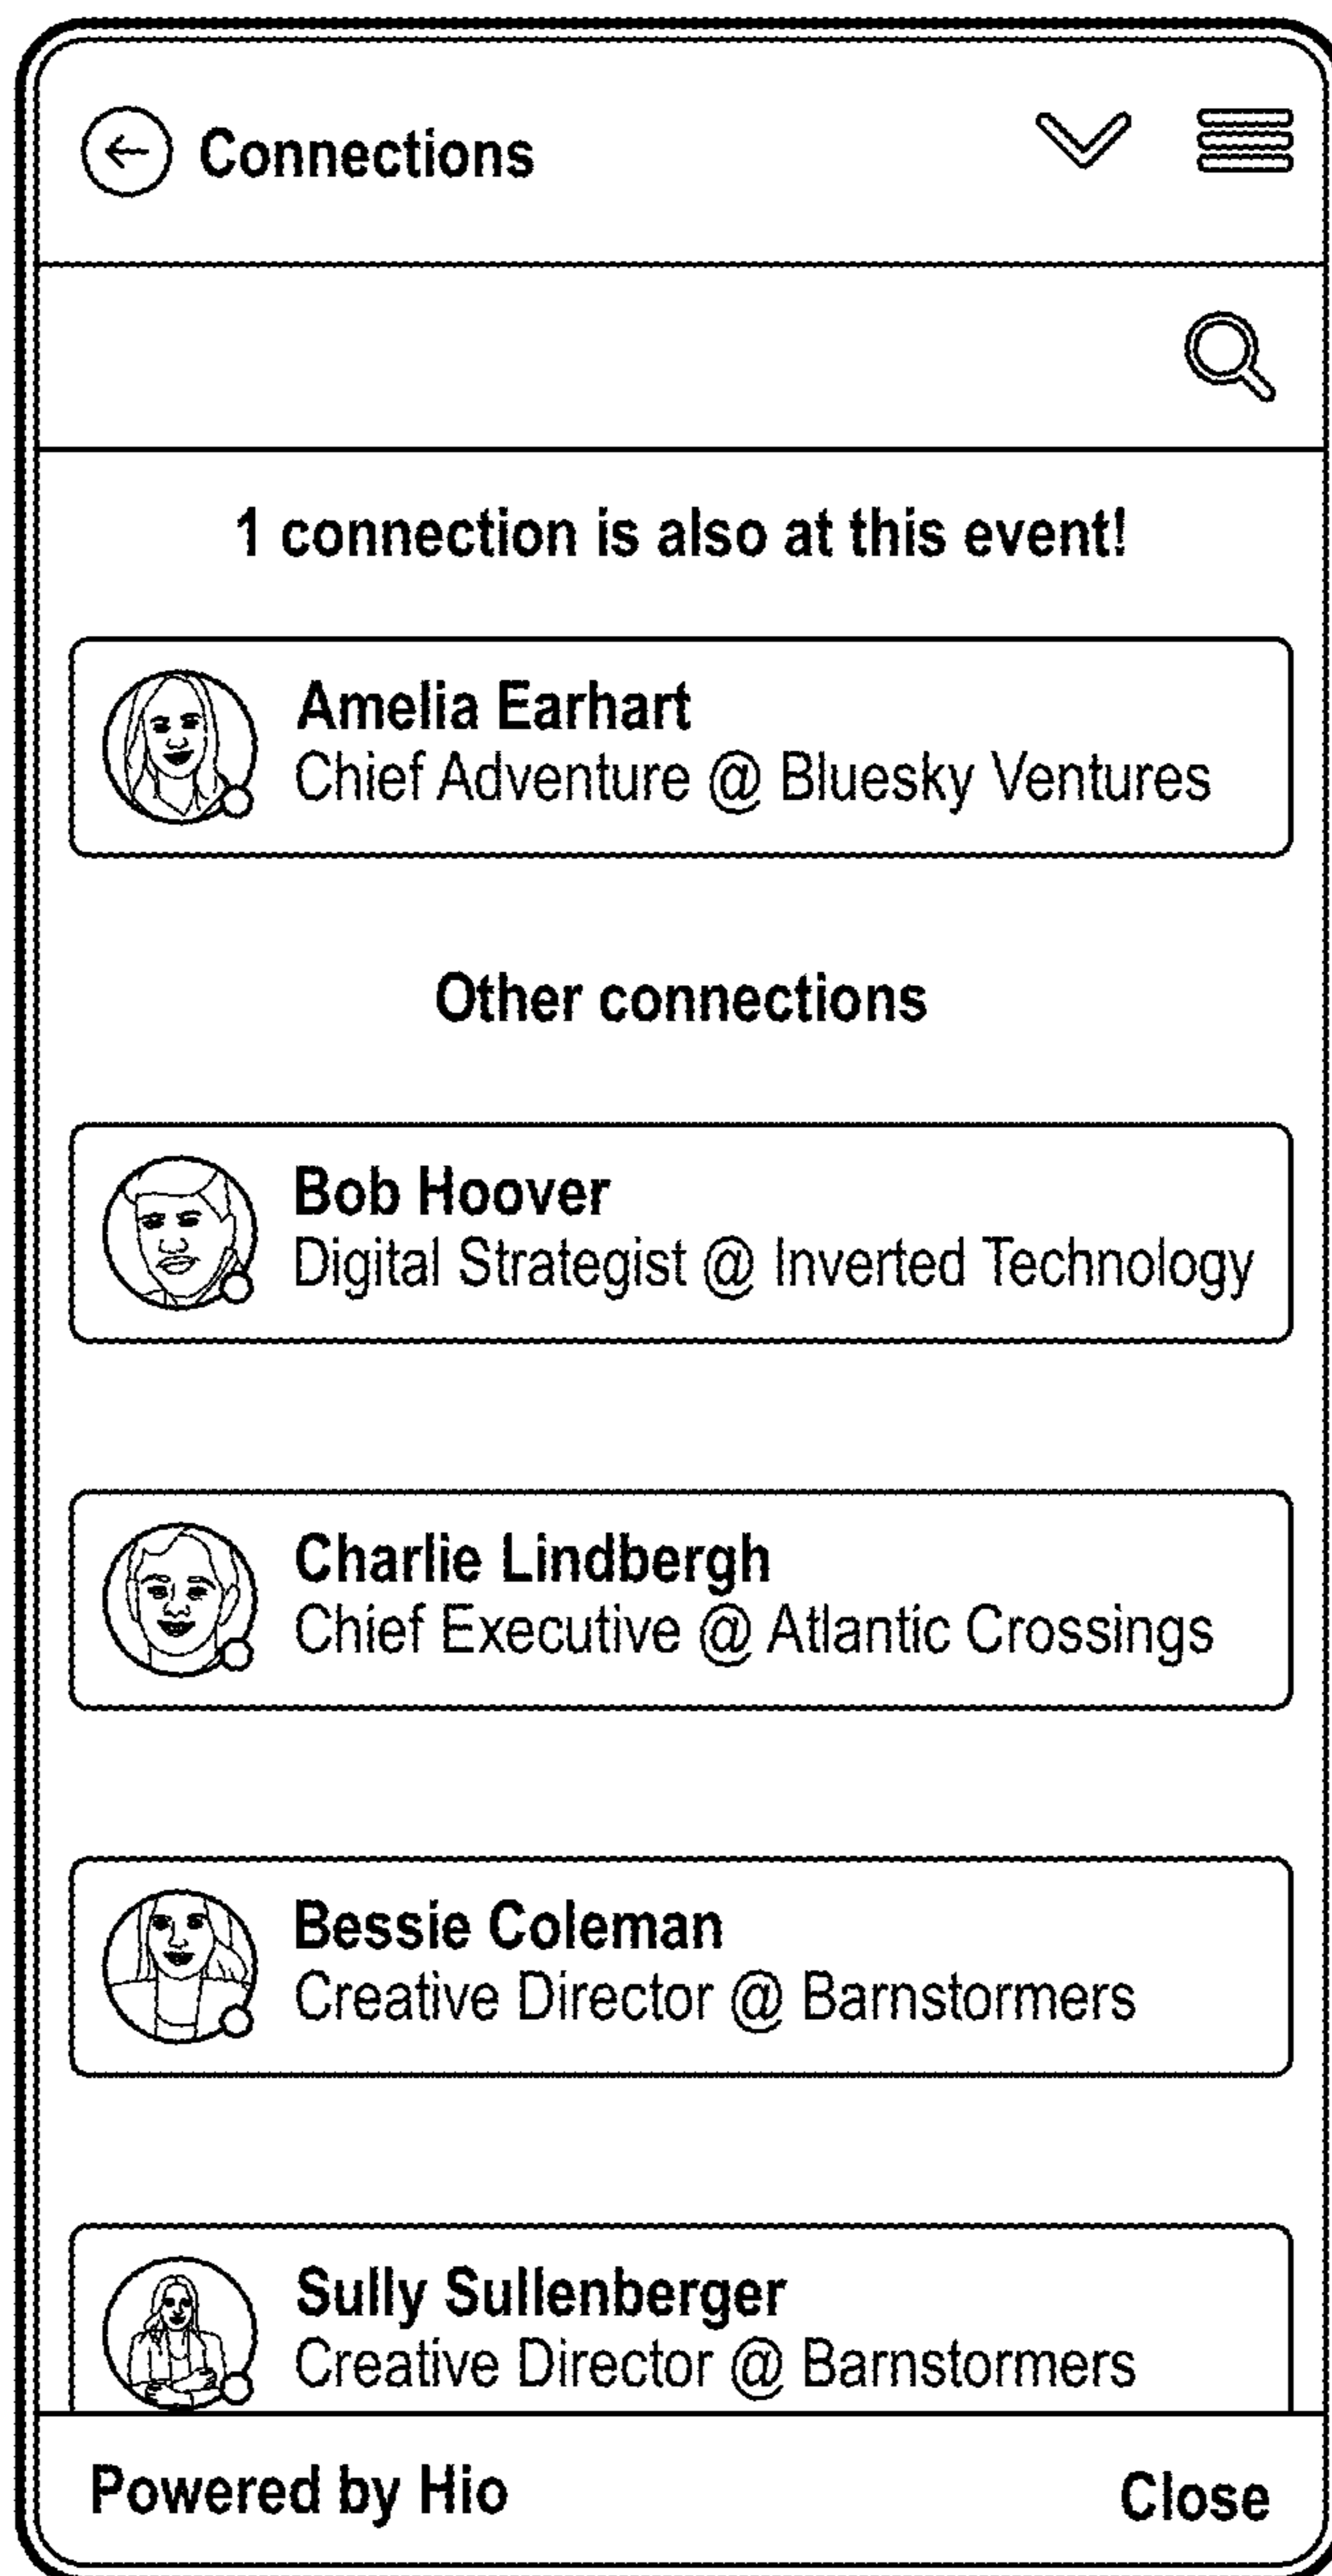 Connections
1 connection is also at this event!
Amelia Earhart
Chief Adventure @ Bluesky Ventures
Other connections
Bob Hoover
Digital Strategist @ Inverted Technology
Charlie Lindbergh
Chief Executive @ Atlantic Crossings
Bessie Coleman
Creative Director @ Barnstormers
Sully Sullenberger
Creative Director @ Barnstormers
Powered by Hio
Close